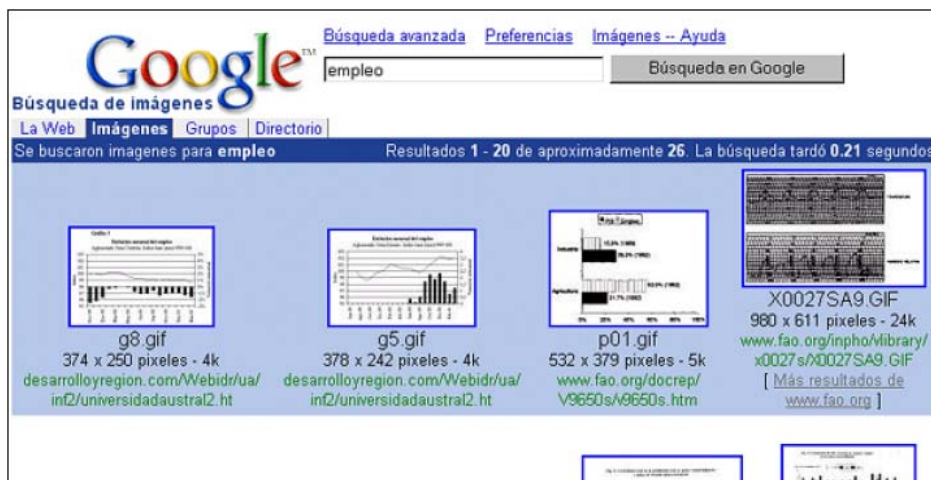 Búsqueda avanzada Preferencias Imágenes -- Ayuda
Google™
empleo Búsqueda en Google
Búsqueda de imágenes
La Web Imágenes Grupos Directorio
Se buscaron imagenes para empleo Resultados 1 - 20 de aproximadamente 26. La búsqueda tardó 0.21 segundos
g8.gif
374 x 250 pixeles - 4k
desarrolloyregion.com/Webidr/ua/
inf2/universidadaustral2.ht
g5.gif
378 x 242 pixeles - 4k
desarrolloyregion.com/Webidr/ua/
inf2/universidadaustral2.ht
Industria
Agricultura
p01.gif
532 x 379 pixeles - 5k
www.fao.org/docrep/
V9650s/v9650s.htm
X0027SA9.GIF
980 x 611 pixeles - 24k
www.fao.org/inpho/vlibrary/
x0027s/X0027SA9.GIF
[ Más resultados de
www.fao.org ]